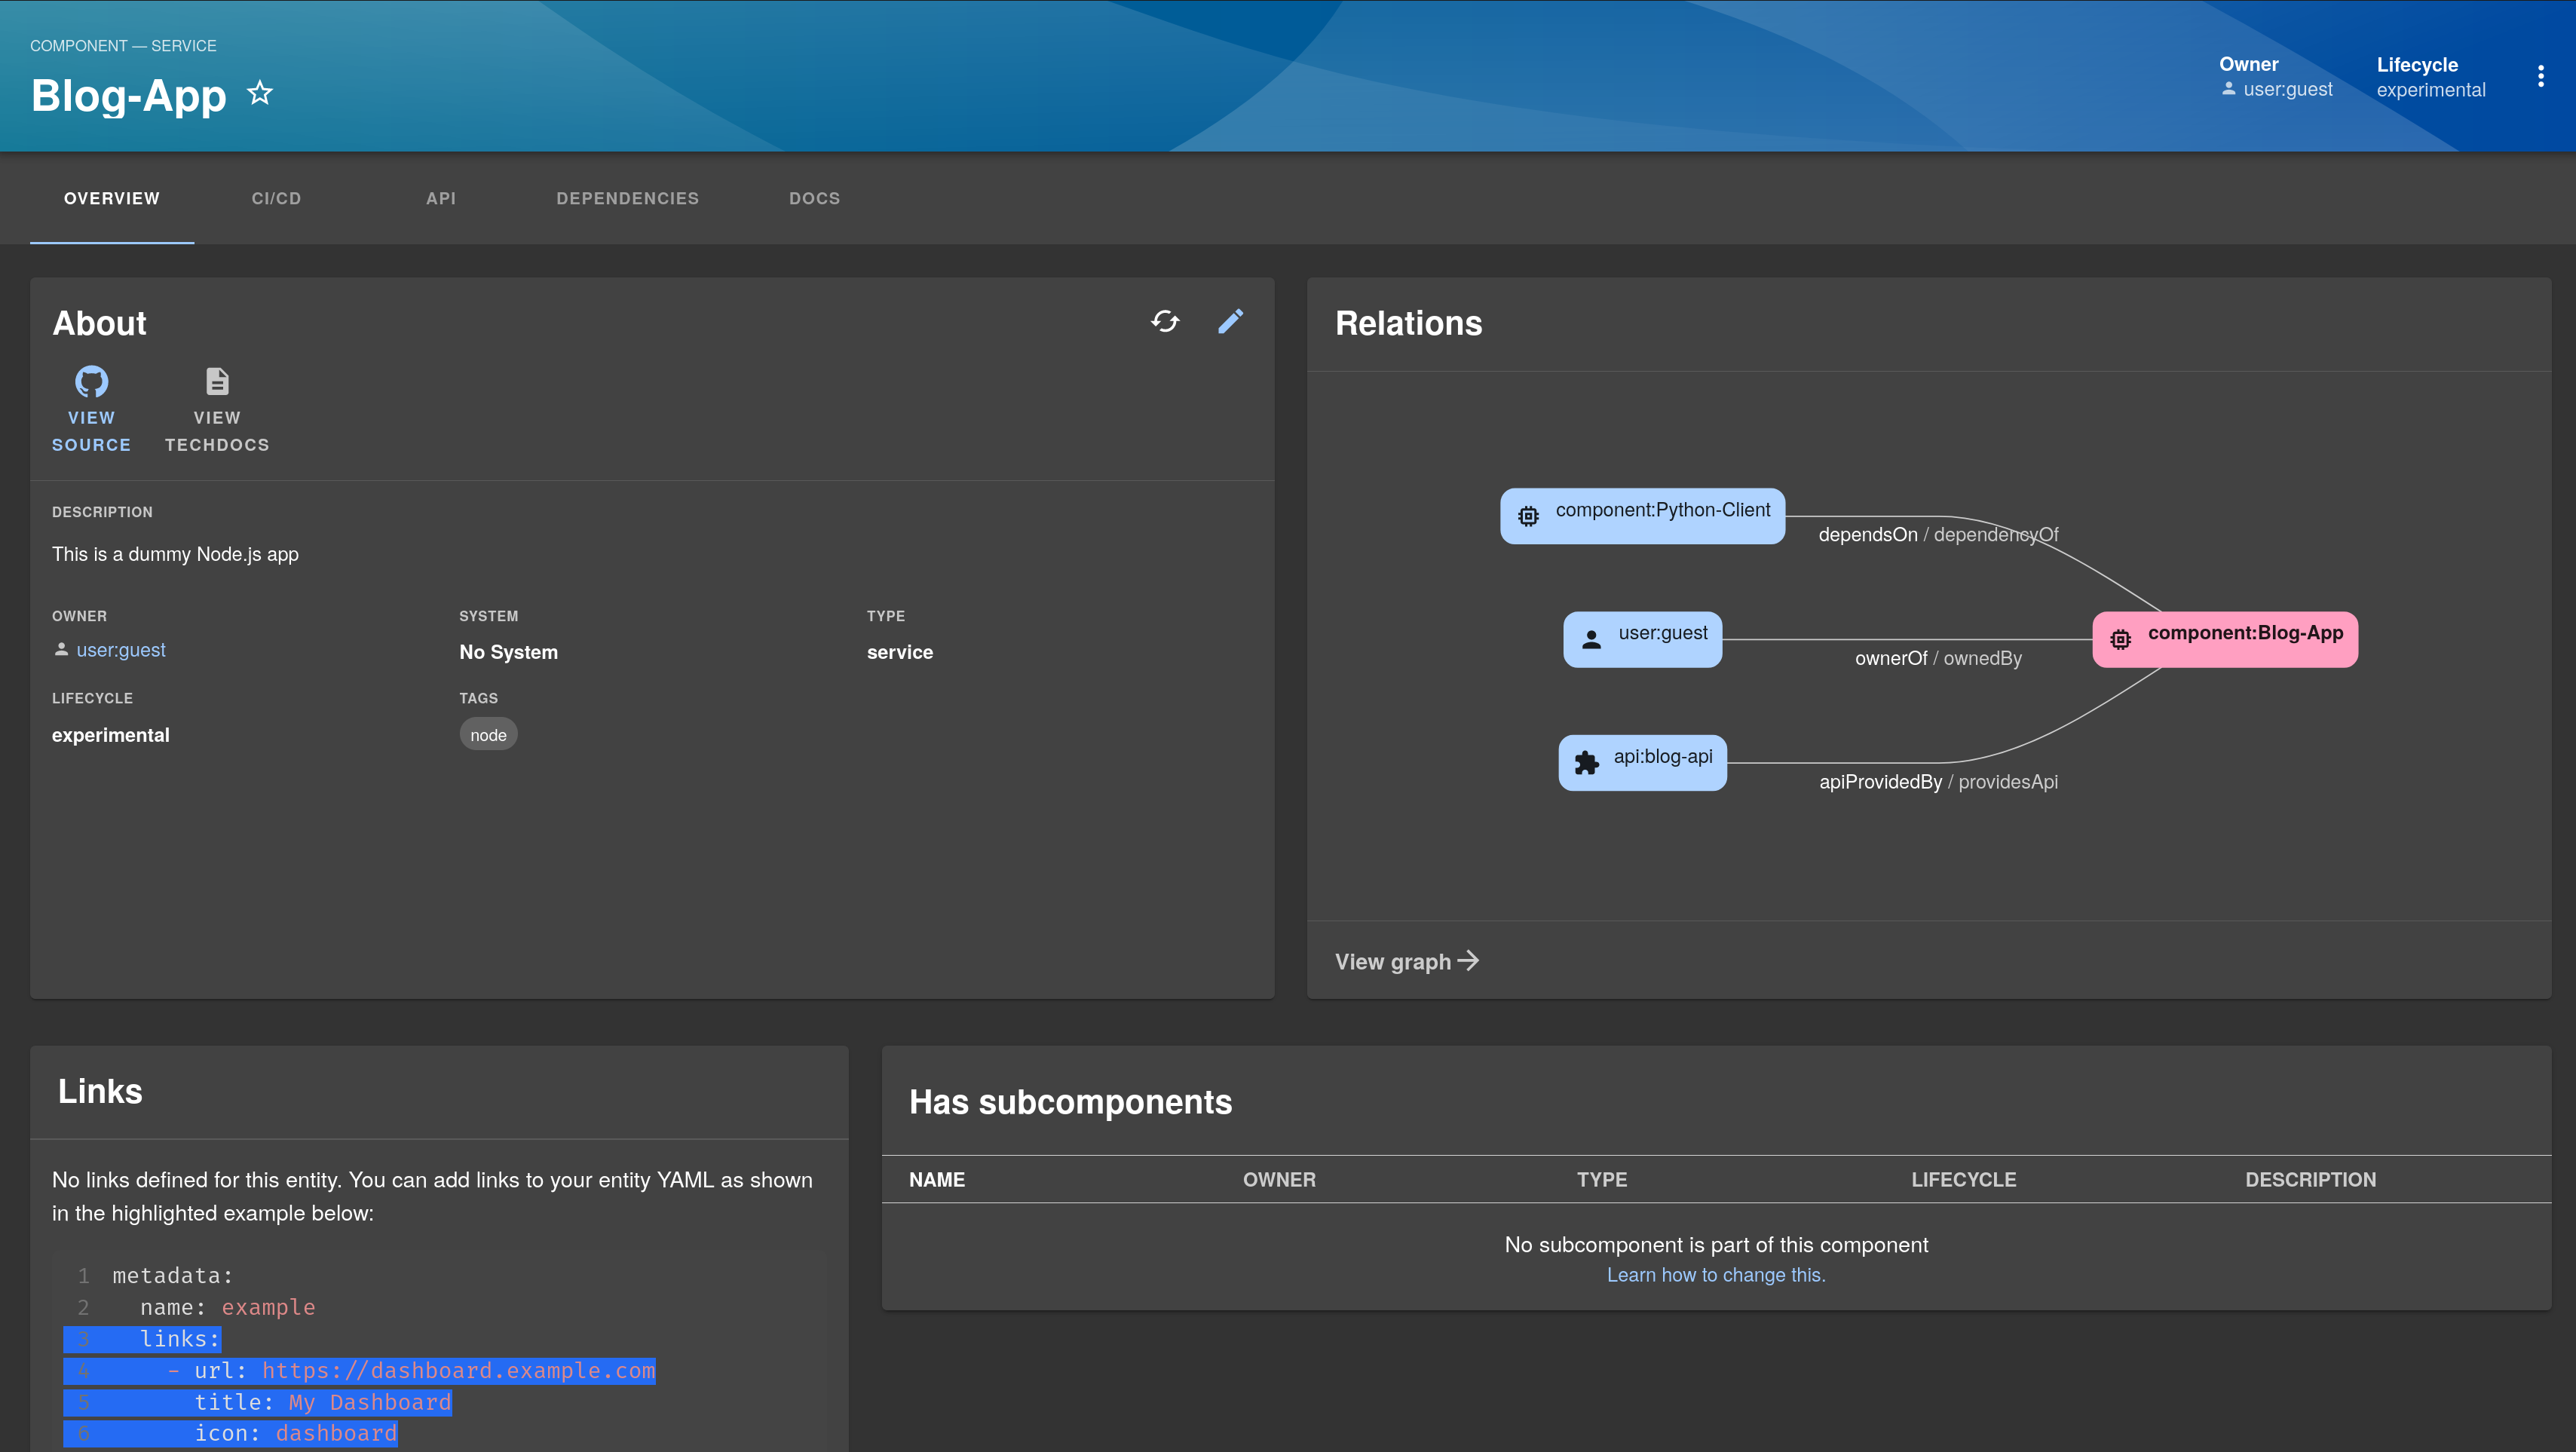 COMPONENT — SERVICE
Blog-App
Owner
user:guest
Lifecycle
experimental
OVERVIEW
CI/CD
API
DEPENDENCIES
DOCS
About
VIEW
SOURCE
VIEW
TECHDOCS
DESCRIPTION
This is a dummy Node.js app
OWNER
user:guest
SYSTEM
No System
TYPE
service
LIFECYCLE
experimental
TAGS
node
Relations
component:Python-Client
dependsOn / dependencyOf
user:guest
ownerOf / ownedBy
component:Blog-App
api:blog-api
apiProvidedBy / providesApi
View graph
Links
No links defined for this entity. You can add links to your entity YAML as shown
in the highlighted example below:
1 metadata:
2   name: example
3   links:
4     - url: https://dashboard.example.com
5       title: My Dashboard
6       icon: dashboard
Has subcomponents
NAME OWNER TYPE LIFECYCLE DESCRIPTION
No subcomponent is part of this component
Learn how to change this.